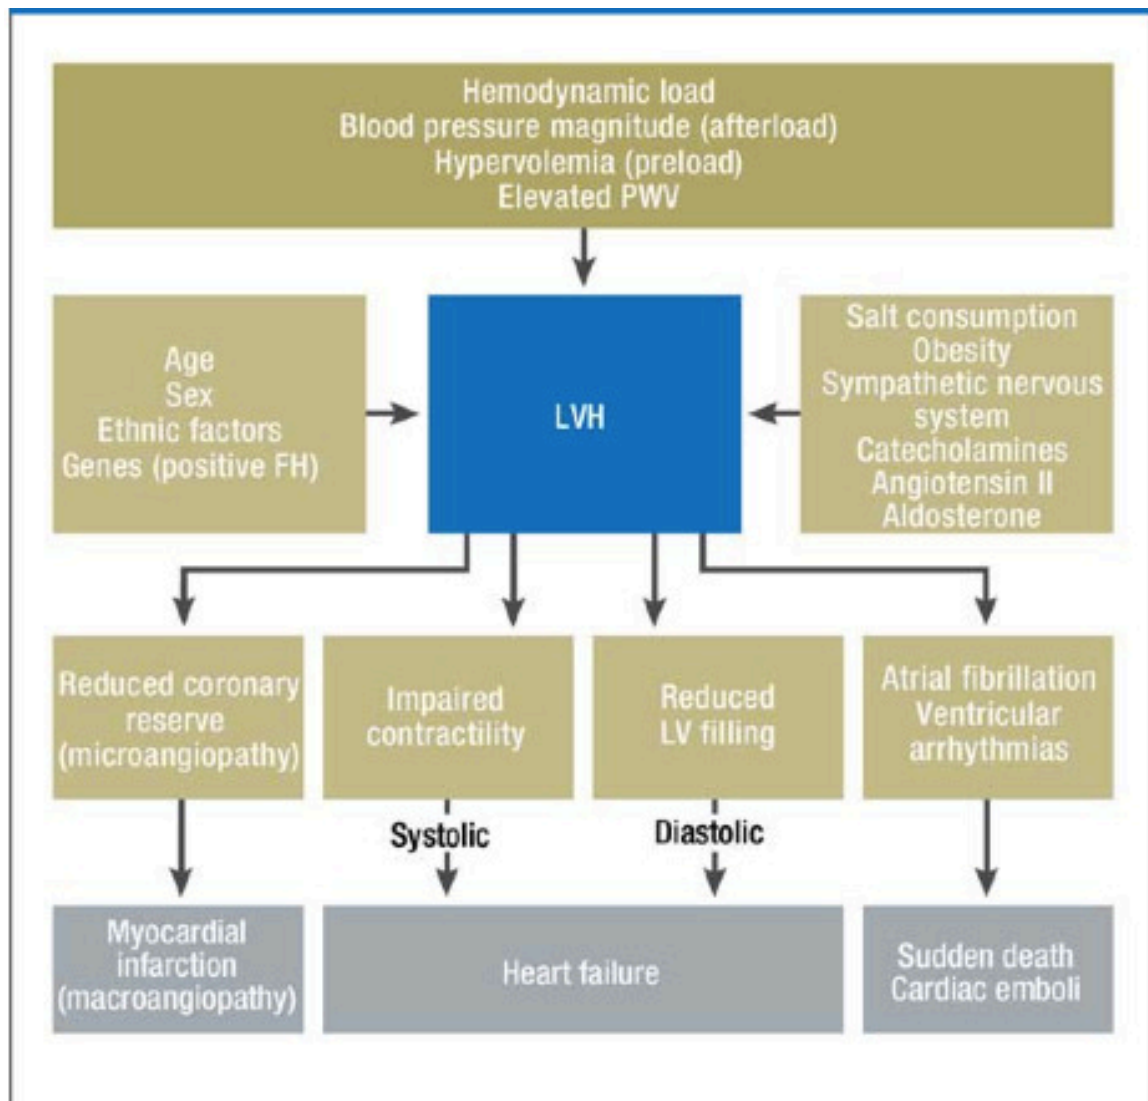 Hemodynamic load
Blood pressure magnitude (afterload)
Hypervolemia (preload)
Elevated PWV
Age
Sex
Ethnic factors
Genes (positive FH)
LVH
Salt consumption
Obesity
Sympathetic nervous
system
Catecholamines
Angiotensin II
Aldosterone
Reduced coronary
reserve
(microangiopathy)
Impaired
contractility
Reduced
LV filling
Atrial fibrillation
Ventricular
arrhythmias
Systolic
Diastolic
Myocardial
infarction
(macroangiopathy)
Heart failure
Sudden death
Cardiac emboli